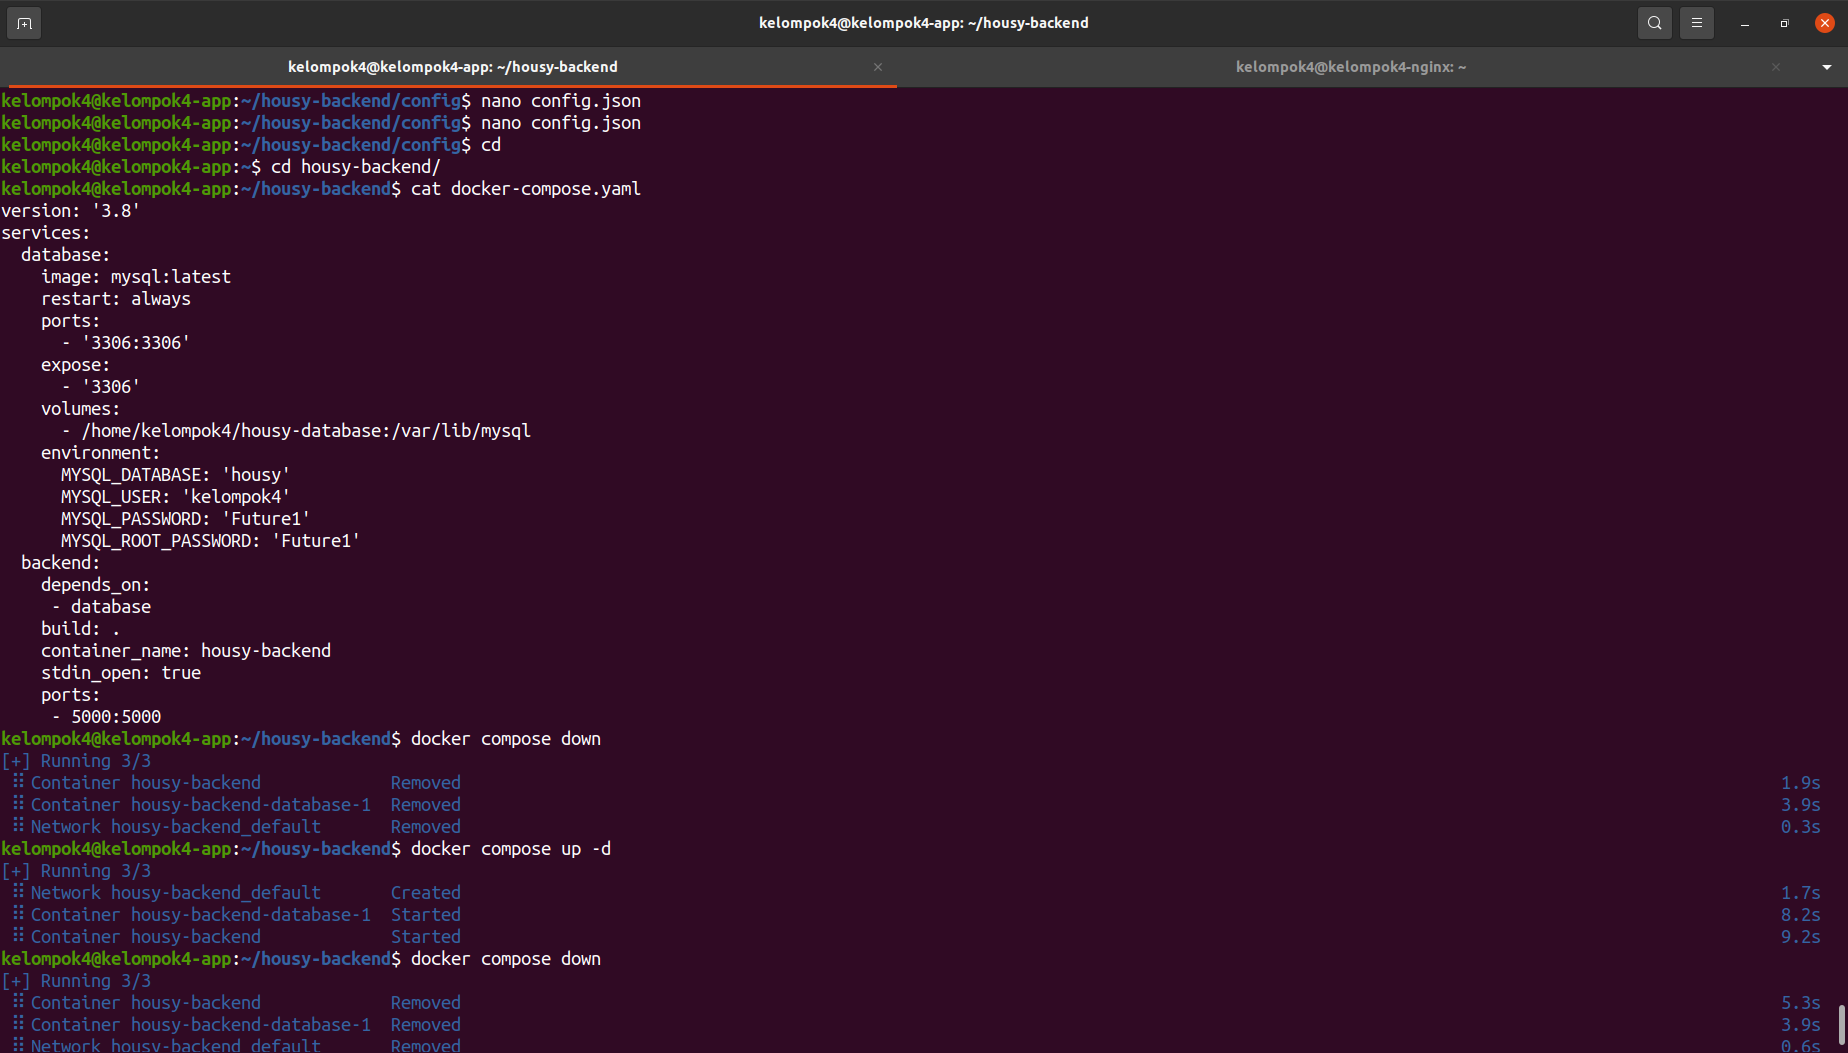 kelompok4@kelompok4-app: ~/housy-backend
kelompok4@kelompok4-app: ~/housy-backend
kelompok4@kelompok4-nginx: ~
kelompok4@kelompok4-app:~/housy-backend/config$ nano config.json
kelompok4@kelompok4-app:~/housy-backend/config$ nano config.json
kelompok4@kelompok4-app:~/housy-backend/config$ cd
kelompok4@kelompok4-app:~$ cd housy-backend/
kelompok4@kelompok4-app:~/housy-backend$ cat docker-compose.yaml
version: '3.8'
services:
  database:
    image: mysql:latest
    restart: always
    ports:
      - '3306:3306'
    expose:
      - '3306'
    volumes:
      - /home/kelompok4/housy-database:/var/lib/mysql
    environment:
      MYSQL_DATABASE: 'housy'
      MYSQL_USER: 'kelompok4'
      MYSQL_PASSWORD: 'Future1'
      MYSQL_ROOT_PASSWORD: 'Future1'
  backend:
    depends_on:
     - database
    build: .
    container_name: housy-backend
    stdin_open: true
    ports:
     - 5000:5000
kelompok4@kelompok4-app:~/housy-backend$ docker compose down
[+] Running 3/3
 ⠿ Container housy-backend             Removed 1.9s
 ⠿ Container housy-backend-database-1  Removed 3.9s
 ⠿ Network housy-backend_default       Removed 0.3s
kelompok4@kelompok4-app:~/housy-backend$ docker compose up -d
[+] Running 3/3
 ⠿ Network housy-backend_default       Created 1.7s
 ⠿ Container housy-backend-database-1  Started 8.2s
 ⠿ Container housy-backend             Started 9.2s
kelompok4@kelompok4-app:~/housy-backend$ docker compose down
[+] Running 3/3
 ⠿ Container housy-backend             Removed 5.3s
 ⠿ Container housy-backend-database-1  Removed 3.9s
 ⠿ Network housy-backend_default       Removed 0.6s